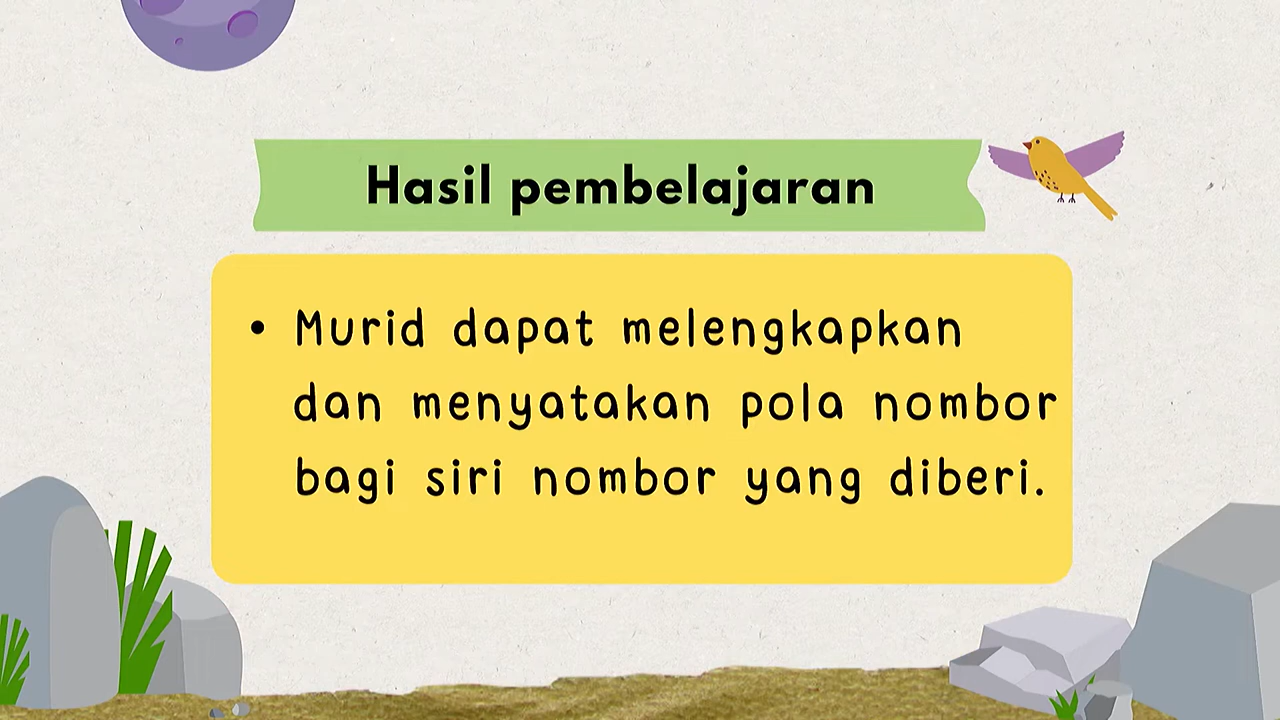 Hasil pembelajaran
• Murid dapat melengkapkan
dan menyatakan pola nombor
bagi siri nombor yang diberi.